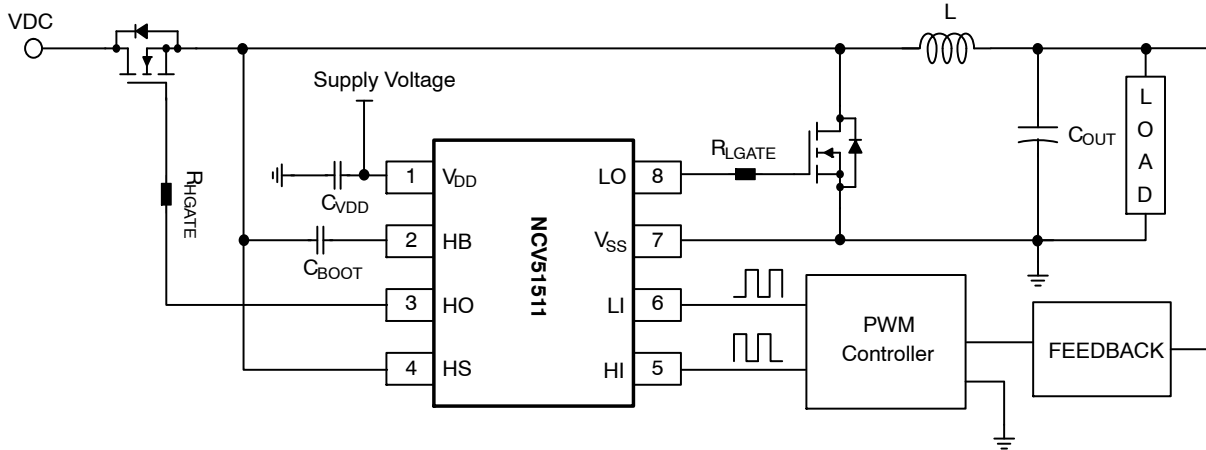 VDC
L
Supply Voltage
L
O
A
D
COUT
RLGATE
RHGATE
CVDD
CBOOT
NCV51511
1 VDD
2 HB
3 HO
4 HS
LO 8
VSS 7
LI 6
HI 5
PWM
Controller
FEEDBACK